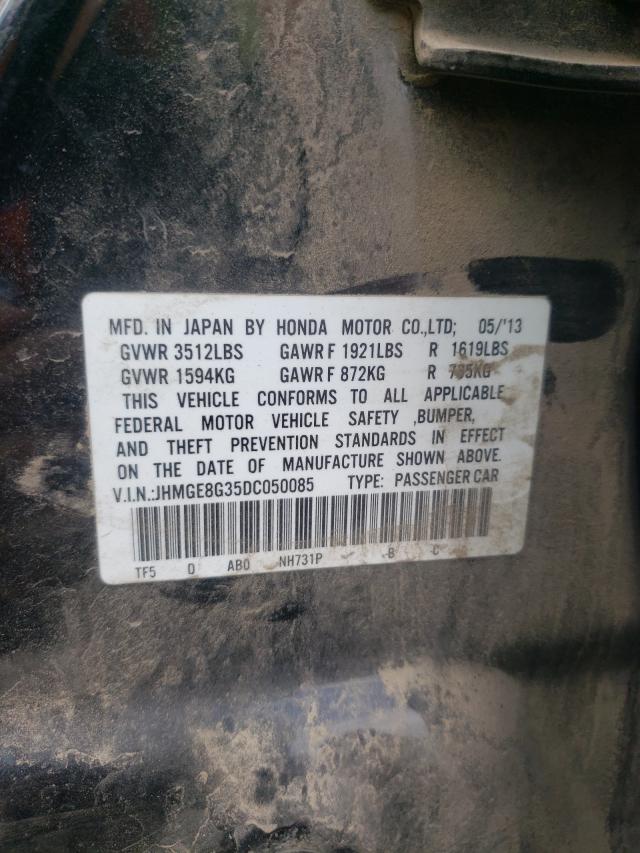 MFD. IN JAPAN BY HONDA MOTOR CO.,LTD; 05/'13
GVWR 3512LBS GAWR F 1921LBS R 1619LBS
GVWR 1594KG GAWR F 872KG R 735KG
THIS VEHICLE CONFORMS TO ALL APPLICABLE
FEDERAL MOTOR VEHICLE SAFETY ,BUMPER,
AND THEFT PREVENTION STANDARDS IN EFFECT
ON THE DATE OF MANUFACTURE SHOWN ABOVE.
V.I.N.:JHMGE8G35DC050085 TYPE: PASSENGER CAR
TF5 D AB0 NH731P - B C